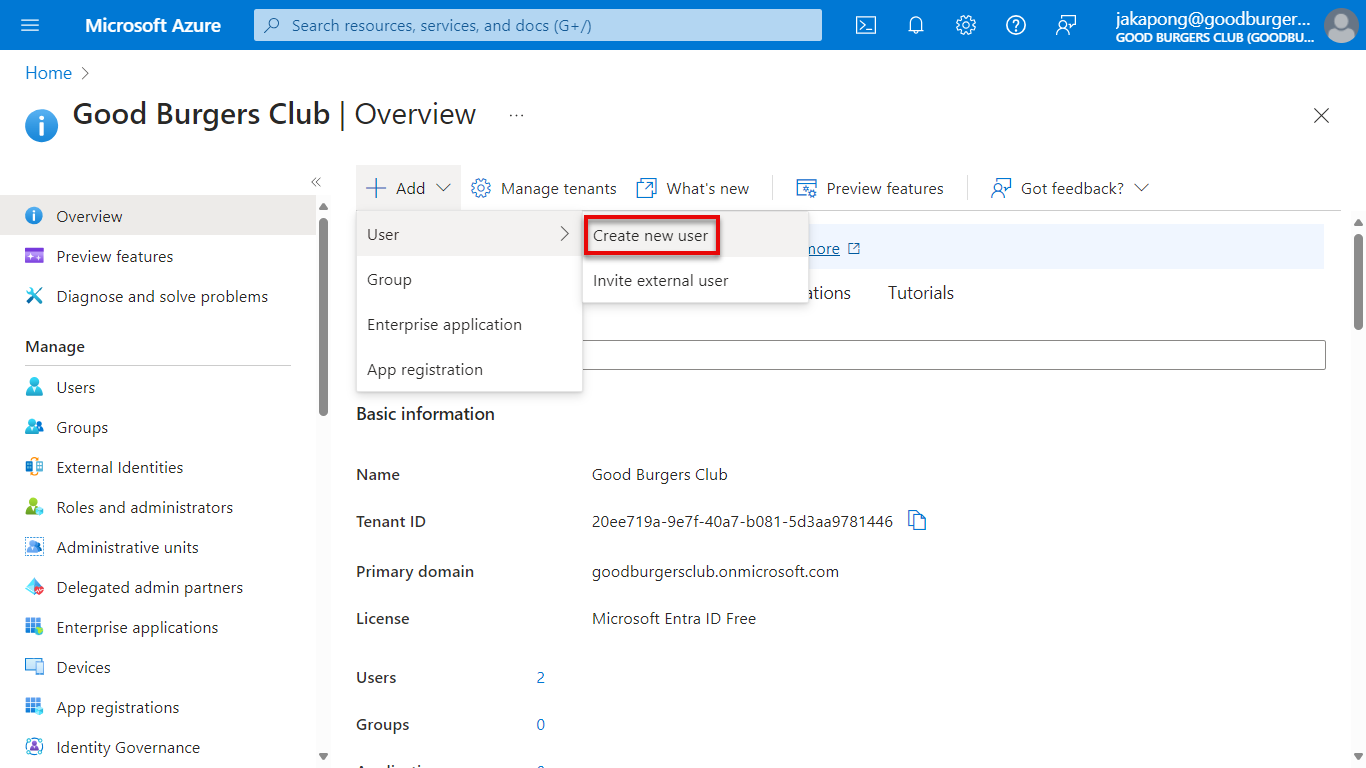 Microsoft Azure
Search resources, services, and docs (G+/)
jakapong@goodburger...
GOOD BURGERS CLUB (GOODBU...
Home
Good Burgers Club | Overview
...
Add
Manage tenants
What's new
Preview features
Got feedback?
Overview
Preview features
Diagnose and solve problems
Manage
Users
Groups
External Identities
Roles and administrators
Administrative units
Delegated admin partners
Enterprise applications
Devices
App registrations
Identity Governance
User
Group
Enterprise application
App registration
Create new user
Invite external user
more
Tutorials
Basic information
Name Good Burgers Club
Tenant ID 20ee719a-9e7f-40a7-b081-5d3aa9781446
Primary domain goodburgersclub.onmicrosoft.com
License Microsoft Entra ID Free
Users 2
Groups 0